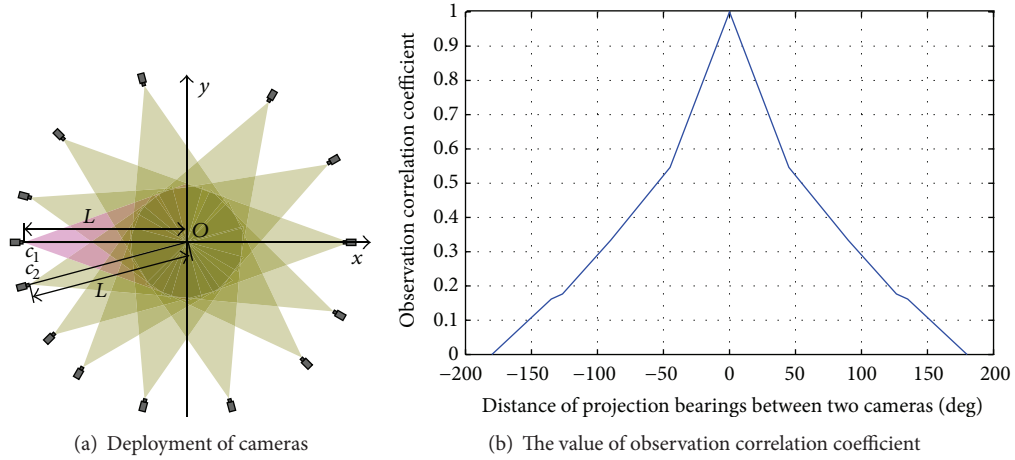 y
L
O
x
c1
c2
L
(a) Deployment of cameras
Observation correlation coefficient
1
0.9
0.8
0.7
0.6
0.5
0.4
0.3
0.2
0.1
0
−200 −150 −100 −50 0 50 100 150 200
Distance of projection bearings between two cameras (deg)
(b) The value of observation correlation coefficient